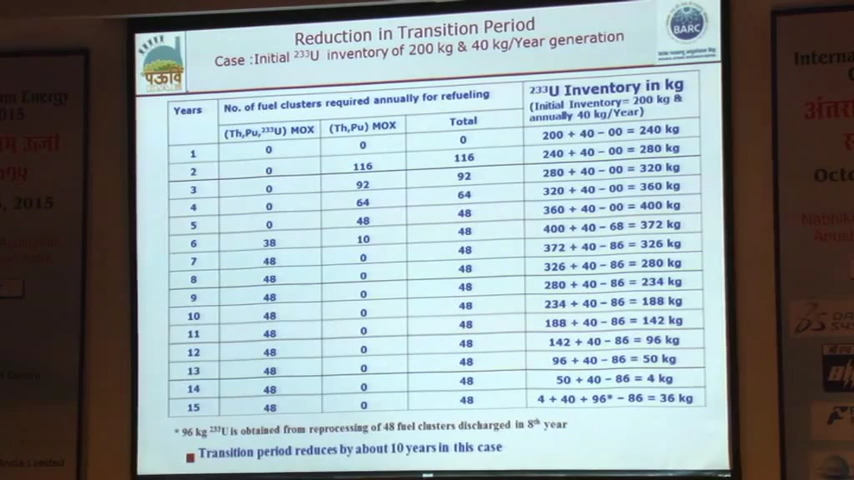 Reduction in Transition Period
Case :Initial ²³³U inventory of 200 kg & 40 kg/Year generation
पऊवि
BARC
Years
No. of fuel clusters required annually for refueling
²³³U Inventory in kg
(Initial Inventory= 200 kg &
annually 40 kg/Year)
(Th,Pu,²³³U) MOX (Th,Pu) MOX Total
1 0 0 0 200 + 40 – 00 = 240 kg
2 0 116 116 240 + 40 – 00 = 280 kg
3 0 92 92 280 + 40 – 00 = 320 kg
4 0 64 64 320 + 40 – 00 = 360 kg
5 0 48 48 360 + 40 – 00 = 400 kg
6 38 10 48 400 + 40 – 68 = 372 kg
7 48 0 48 372 + 40 – 86 = 326 kg
8 48 0 48 326 + 40 – 86 = 280 kg
9 48 0 48 280 + 40 – 86 = 234 kg
10 48 0 48 234 + 40 – 86 = 188 kg
11 48 0 48 188 + 40 – 86 = 142 kg
12 48 0 48 142 + 40 – 86 = 96 kg
13 48 0 48 96 + 40 – 86 = 50 kg
14 48 0 48 50 + 40 – 86 = 4 kg
15 48 0 48 4 + 40 + 96* – 86 = 36 kg
* 96 kg ²³³U is obtained from reprocessing of 48 fuel clusters discharged in 8ᵗʰ year
Transition period reduces by about 10 years in this case
Energy
2015
, 2015
India Limited
Interna
अंतरा
Octo
Nabhik
DA